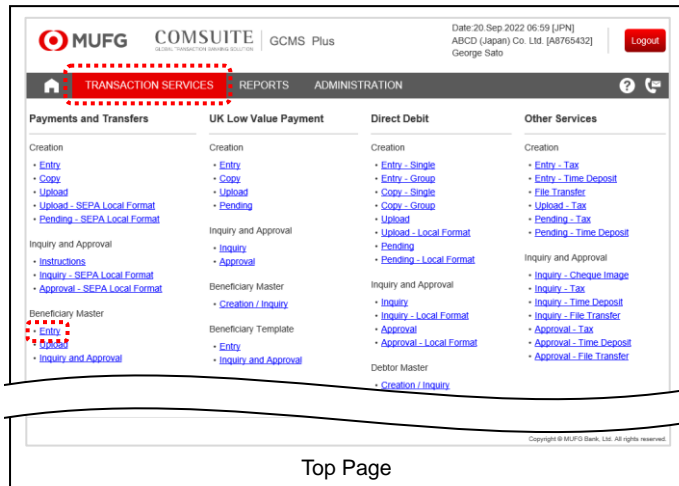 MUFG
COMSUITE
GLOBAL TRANSACTION BANKING SOLUTION
GCMS Plus
Date:20.Sep.2022 06:59 [JPN]
ABCD (Japan) Co. Ltd. [A8765432]
George Sato
Logout
TRANSACTION SERVICES
REPORTS
ADMINISTRATION
?
Payments and Transfers
Creation
• Entry
• Copy
• Upload
• Upload - SEPA Local Format
• Pending - SEPA Local Format
Inquiry and Approval
• Instructions
• Inquiry - SEPA Local Format
• Approval - SEPA Local Format
Beneficiary Master
• Entry
• Upload
• Inquiry and Approval
UK Low Value Payment
Creation
• Entry
• Copy
• Upload
• Pending
Inquiry and Approval
• Inquiry
• Approval
Beneficiary Master
• Creation / Inquiry
Beneficiary Template
• Entry
• Inquiry and Approval
Direct Debit
Creation
• Entry - Single
• Entry - Group
• Copy - Single
• Copy - Group
• Upload
• Upload - Local Format
• Pending
• Pending - Local Format
Inquiry and Approval
• Inquiry
• Inquiry - Local Format
• Approval
• Approval - Local Format
Debtor Master
• Creation / Inquiry
Other Services
Creation
• Entry - Tax
• Entry - Time Deposit
• File Transfer
• Upload - Tax
• Pending - Tax
• Pending - Time Deposit
Inquiry and Approval
• Inquiry - Cheque Image
• Inquiry - Tax
• Inquiry - Time Deposit
• Inquiry - File Transfer
• Approval - Tax
• Approval - Time Deposit
• Approval - File Transfer
Copyright © MUFG Bank, Ltd. All rights reserved.
Top Page